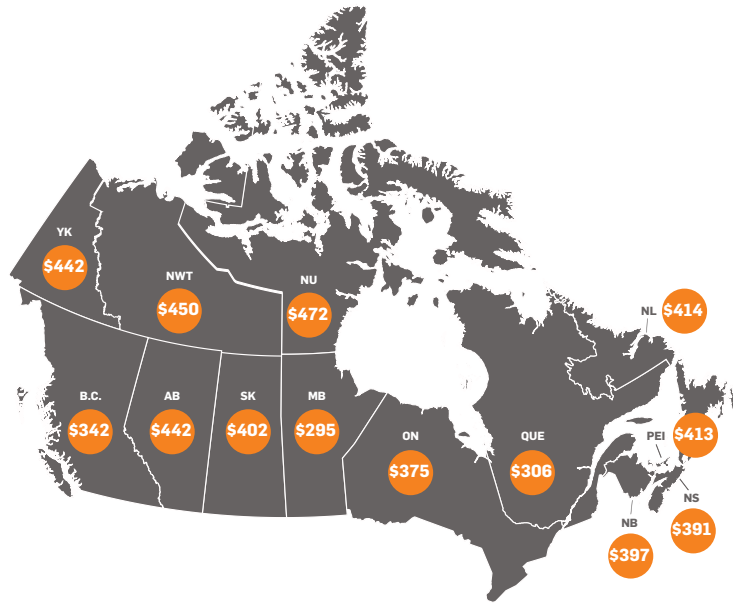 YK
$442
NWT
$450
NU
$472
NL
$414
B.C.
$342
AB
$442
SK
$402
MB
$295
ON
$375
QUE
$306
PEI
$413
NS
$391
NB
$397